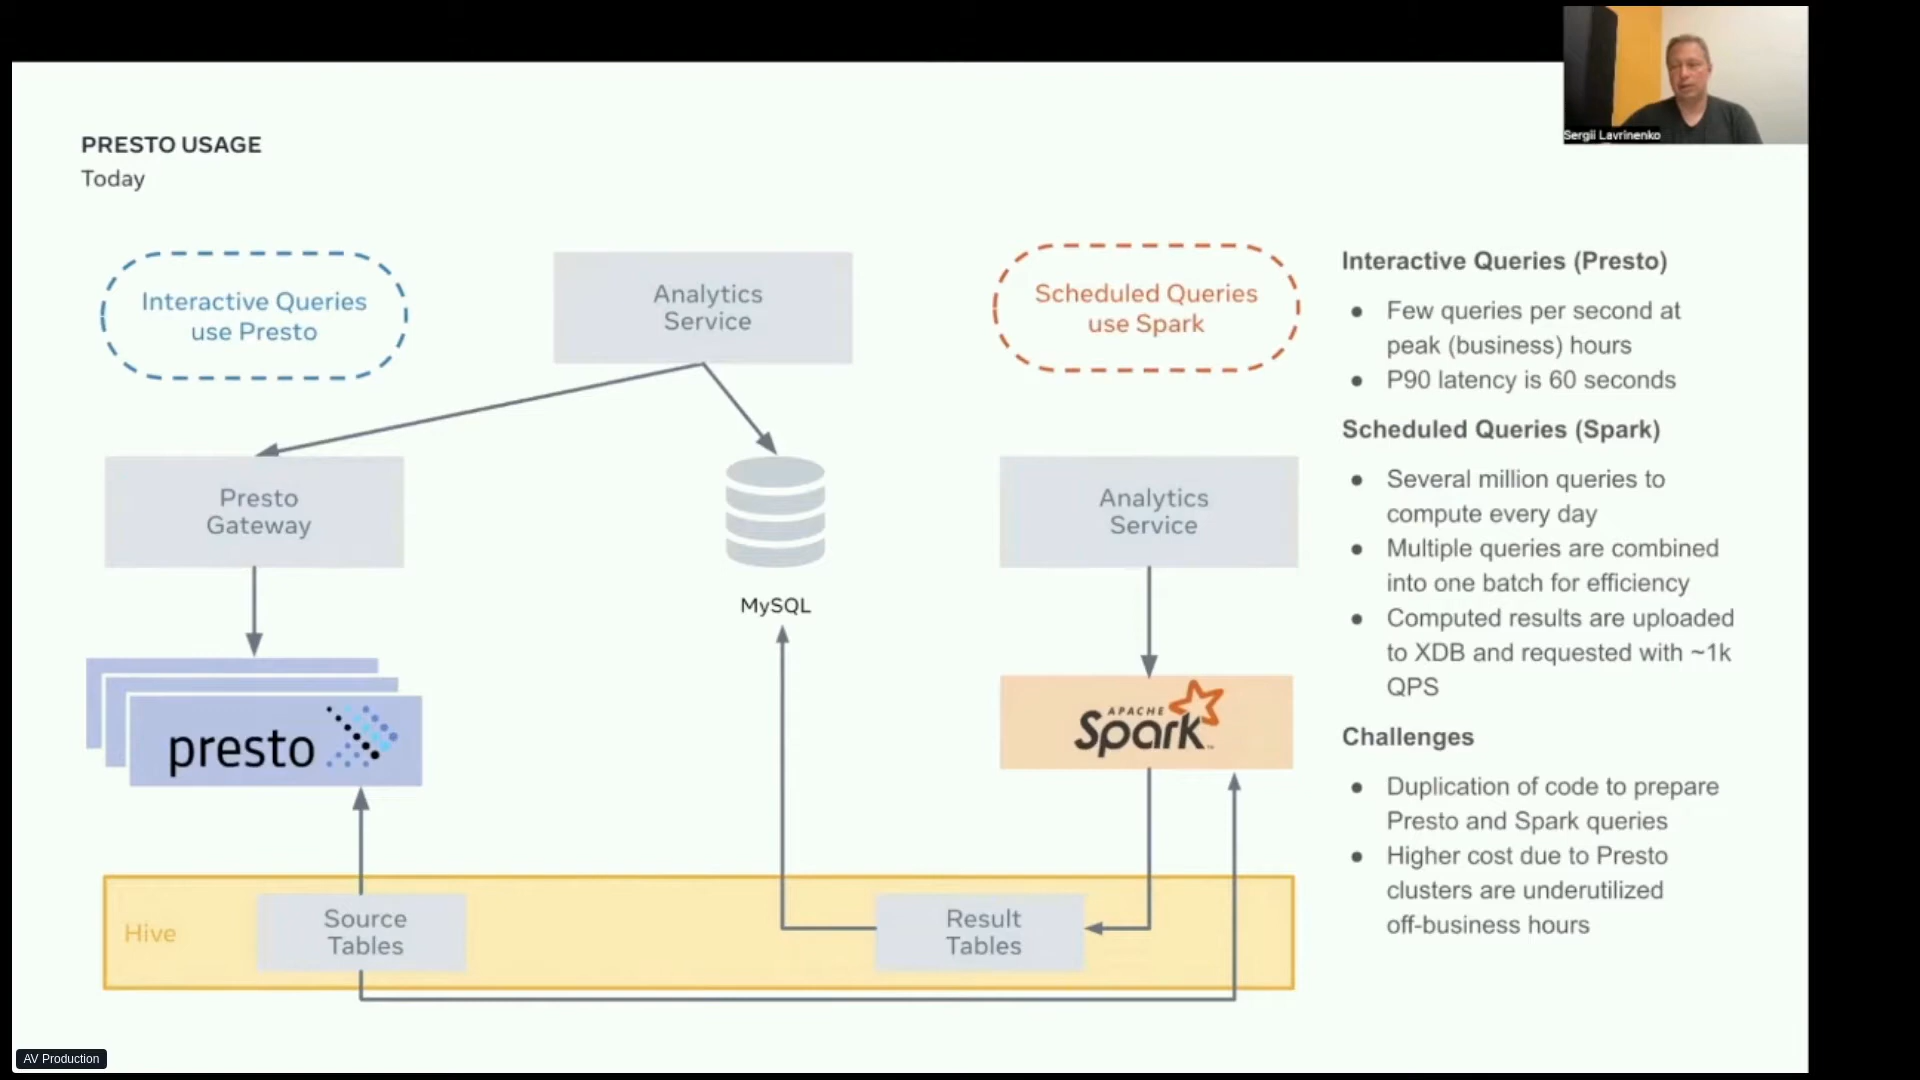 Sergii Lavrinenko
PRESTO USAGE
Today
Interactive Queries
use Presto
Analytics
Service
Scheduled Queries
use Spark
Presto
Gateway
MySQL
Analytics
Service
presto
APACHE
Spark™
Hive
Source
Tables
Result
Tables
Interactive Queries (Presto)
● Few queries per second at
peak (business) hours
● P90 latency is 60 seconds
Scheduled Queries (Spark)
● Several million queries to
compute every day
● Multiple queries are combined
into one batch for efficiency
● Computed results are uploaded
to XDB and requested with ~1k
QPS
Challenges
● Duplication of code to prepare
Presto and Spark queries
● Higher cost due to Presto
clusters are underutilized
off-business hours
AV Production